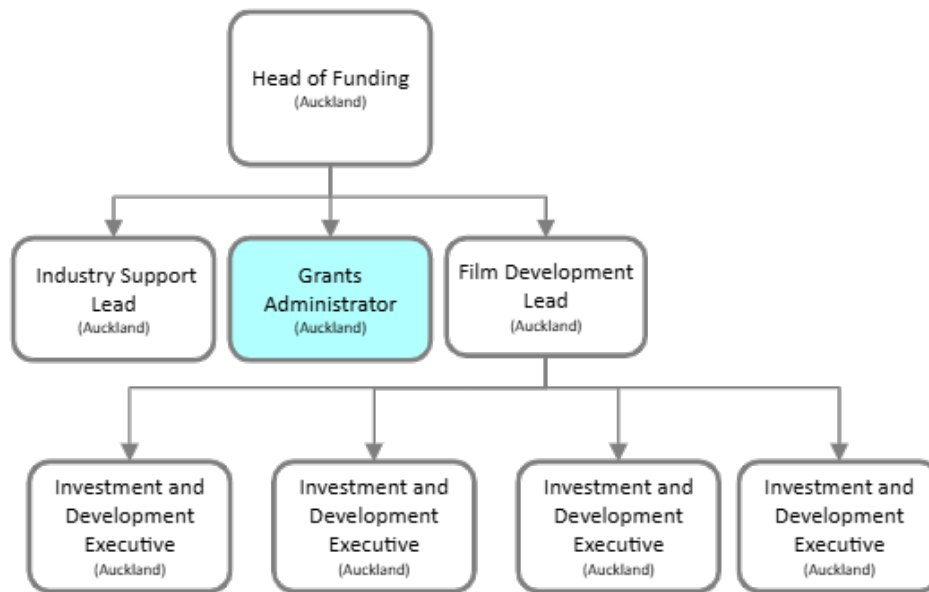 Head of Funding
(Auckland)
Industry Support
Lead
(Auckland)
Grants
Administrator
(Auckland)
Film Development
Lead
(Auckland)
Investment and
Development
Executive
(Auckland)
Investment and
Development
Executive
(Auckland)
Investment and
Development
Executive
(Auckland)
Investment and
Development
Executive
(Auckland)